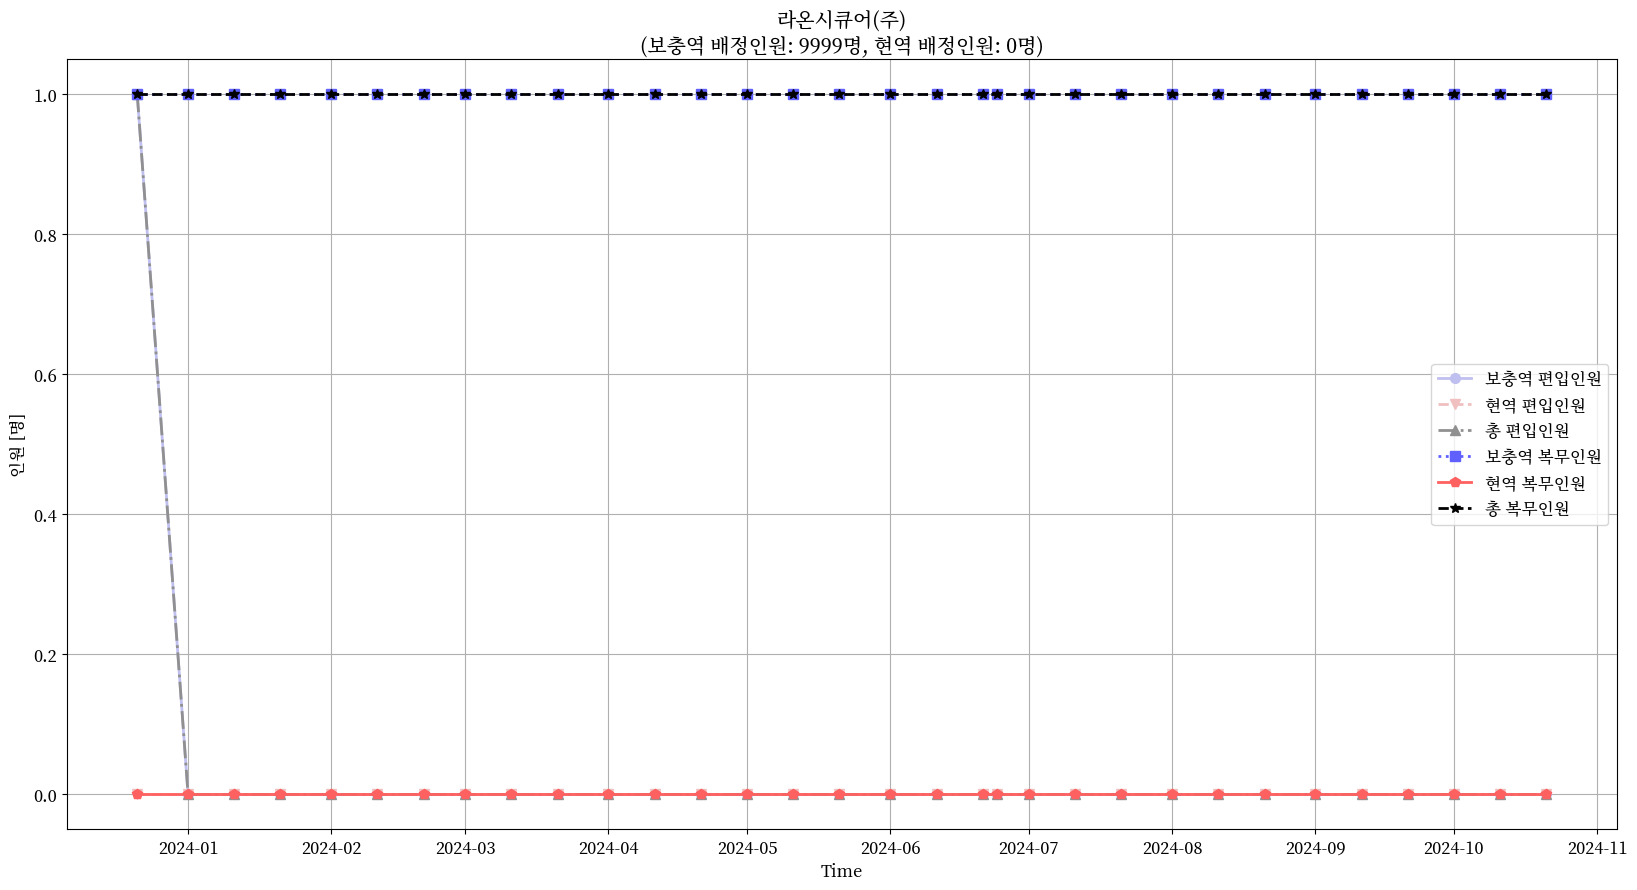 라온시큐어(주)
(보충역 배정인원: 9999명, 현역 배정인원: 0명)
1.0
0.8
0.6
0.4
0.2
0.0
인원 [명]
보충역 편입인원
현역 편입인원
총 편입인원
보충역 복무인원
현역 복무인원
총 복무인원
2024-01
2024-02
2024-03
2024-04
2024-05
2024-06
2024-07
2024-08
2024-09
2024-10
2024-11
Time